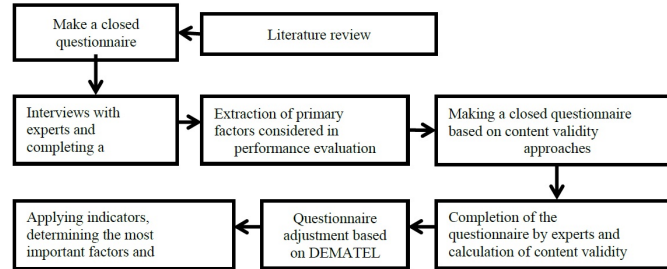 Make a closed
questionnaire
Literature review
Interviews with
experts and
completing a
Extraction of primary
factors considered in
performance evaluation
Making a closed questionnaire
based on content validity
approaches
Completion of the
questionnaire by experts and
calculation of content validity
Questionnaire
adjustment based
on DEMATEL
Applying indicators,
determining the most
important factors and